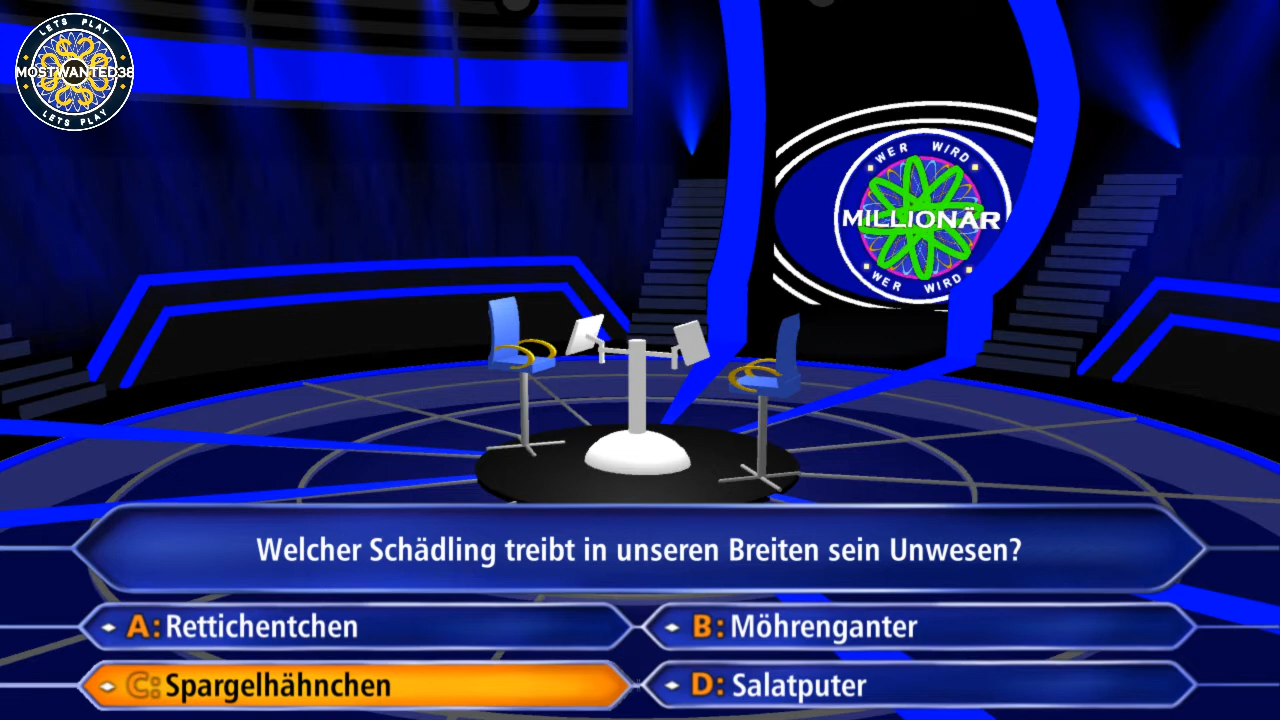 LETS PLAY
MOSTWANTED38
LETS PLAY
WER WIRD
MILLIONÄR
WER WIRD
Welcher Schädling treibt in unseren Breiten sein Unwesen?
A: Rettichentchen
B: Möhrenganter
C: Spargelhähnchen
D: Salatputer